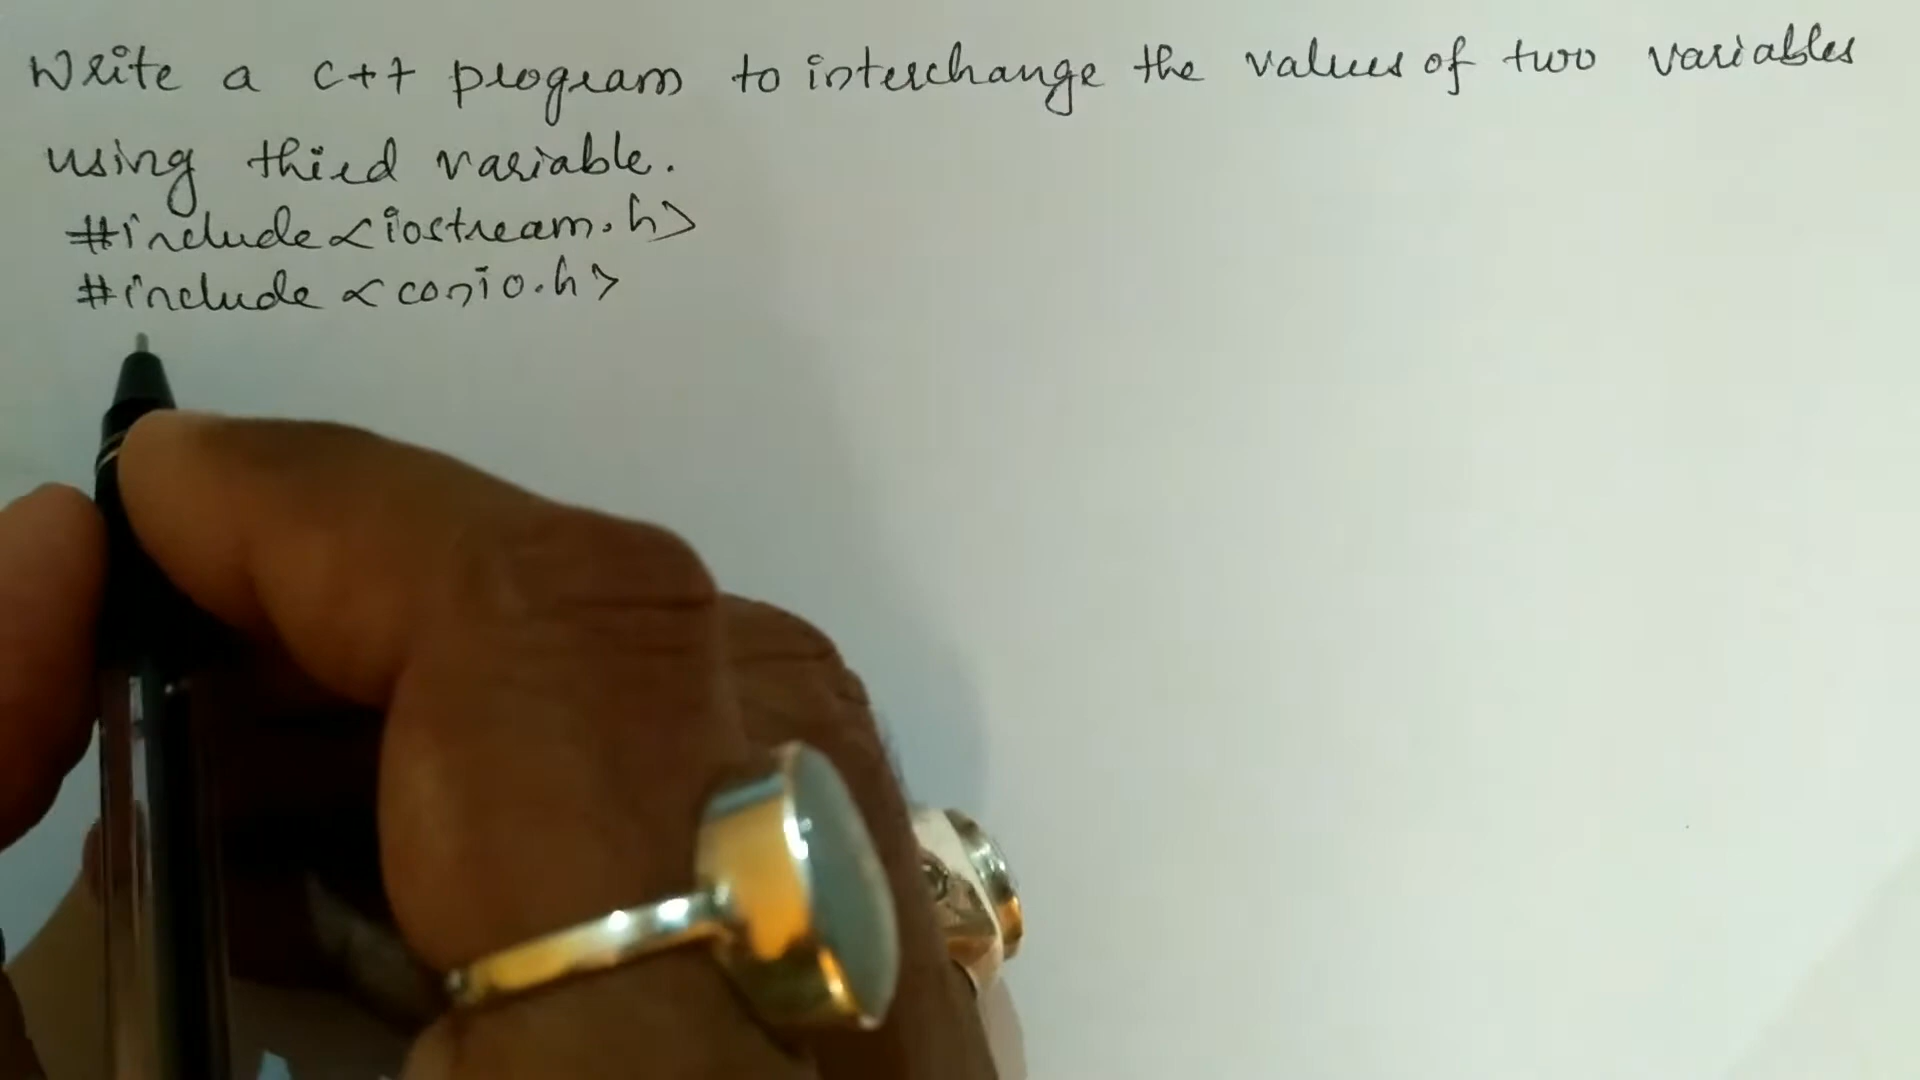 Write a c++ program to interchange the values of two variables
using third variable.
#include<iostream.h>
#include <conio.h>